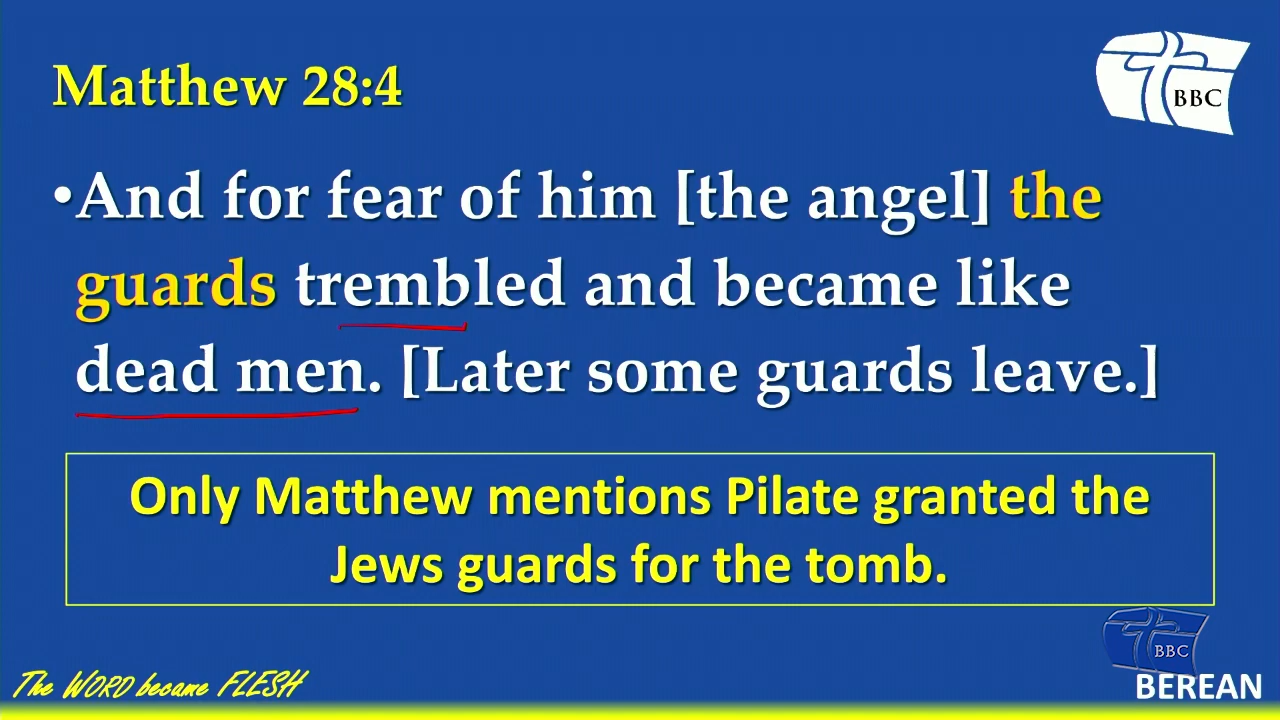 Matthew 28:4
BBC
•And for fear of him [the angel] the
guards trembled and became like
dead men. [Later some guards leave.]
Only Matthew mentions Pilate granted the
Jews guards for the tomb.
BBC
The WORD became FLESH
BEREAN